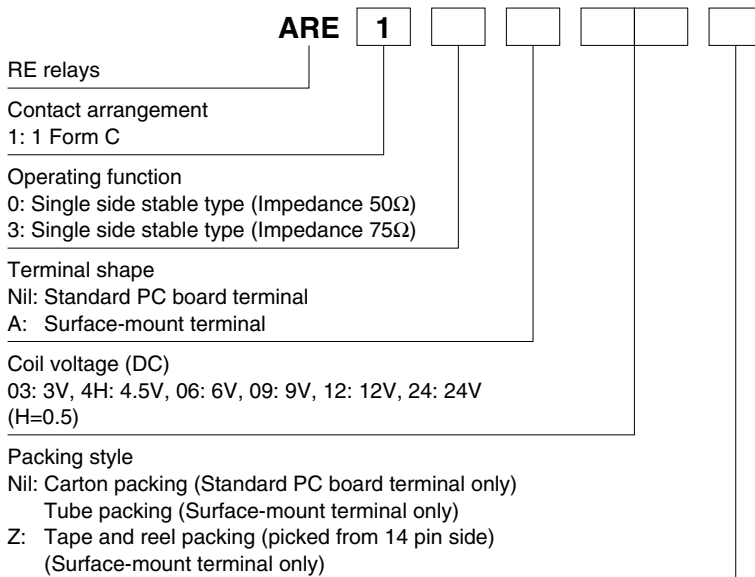 ARE 1
RE relays
Contact arrangement
1: 1 Form C
Operating function
0: Single side stable type (Impedance 50Ω)
3: Single side stable type (Impedance 75Ω)
Terminal shape
Nil: Standard PC board terminal
A: Surface-mount terminal
Coil voltage (DC)
03: 3V, 4H: 4.5V, 06: 6V, 09: 9V, 12: 12V, 24: 24V
(H=0.5)
Packing style
Nil: Carton packing (Standard PC board terminal only)
Tube packing (Surface-mount terminal only)
Z: Tape and reel packing (picked from 14 pin side)
(Surface-mount terminal only)